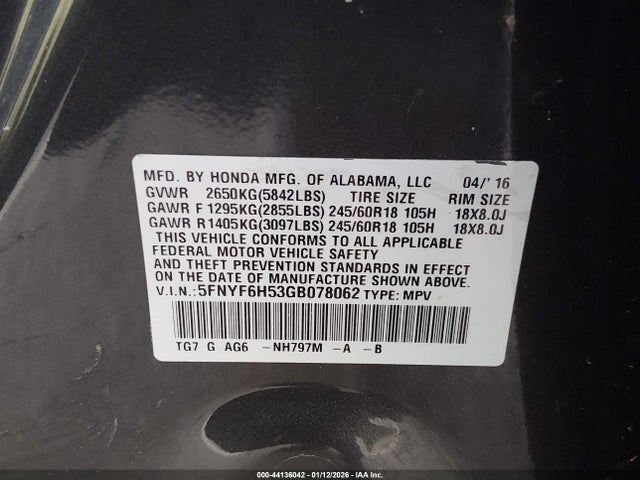 MFD. BY HONDA MFG. OF ALABAMA, LLC 04/'16
GVWR 2650KG(5842LBS) TIRE SIZE RIM SIZE
GAWR F 1295KG(2855LBS) 245/60R18 105H 18X8.0J
GAWR R 1405KG(3097LBS) 245/60R18 105H 18X8.0J
THIS VEHICLE CONFORMS TO ALL APPLICABLE
FEDERAL MOTOR VEHICLE SAFETY
AND THEFT PREVENTION STANDARDS IN EFFECT
ON THE DATE OF MANUFACTURE SHOWN ABOVE.
V.I.N.: 5FNYF6H53GB078062 TYPE: MPV
TG7 G AG6 -NH797M -A -B
000-44136042 - 01/12/2026 - IAA Inc.